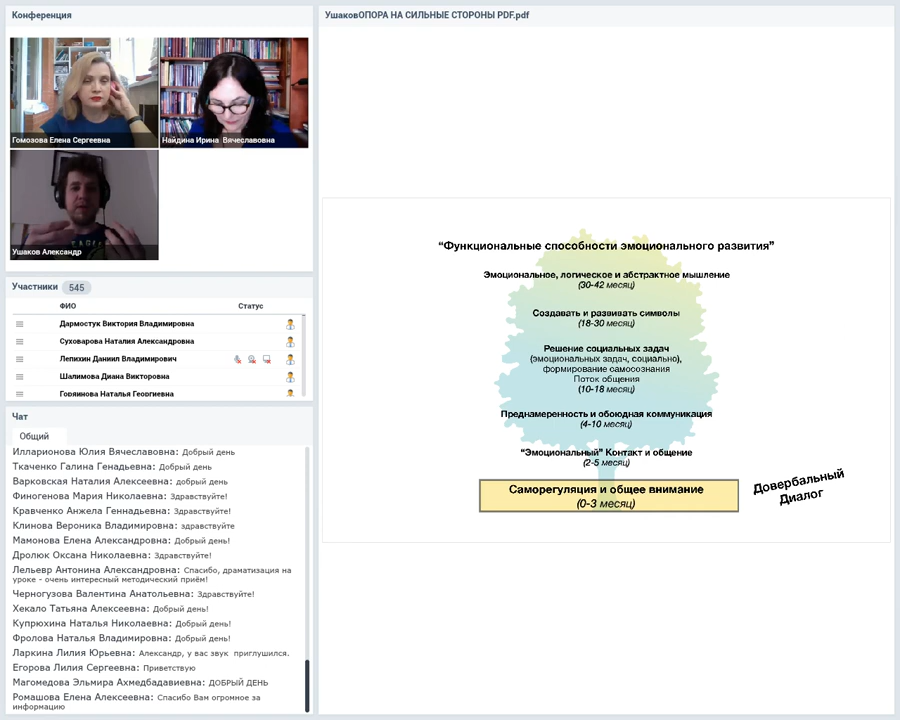 Конференция
Гомозова Елена Сергеевна
Найдина Ирина Вячеславовна
Ушаков Александр
Участники 545
ФИО Статус
Дармостук Виктория Владимировна
Суховарова Наталия Александровна
Лепихин Даниил Владимирович
Шалимова Диана Викторовна
Горяинова Наталья Георгиевна
Чат
Общий
Илларионова Юлия Вячеславовна: Добрый день
Ткаченко Галина Генадьевна: Добрый день
Варковская Наталия Алексеевна: добрый день
Финогенова Мария Николаевна: Здравствуйте!
Кравченко Анжела Геннадьевна: Здравствуйте!
Клинова Вероника Владимировна: здравствуйте
Мамонова Елена Александровна: Добрый день!
Дролюк Оксана Николаевна: Здравствуйте!
Лельевр Антонина Александровна: Спасибо, драматизация на
уроке - очень интересный методический приём!
Черногузова Валентина Анатольевна: Здравствуйте!
Хекало Татьяна Алексеевна: Добрый день!
Купрюхина Наталья Николаевна: Добрый день!
Фролова Наталья Владимировна: Добрый день!
Ларкина Лилия Юрьевна: Александр, у вас звук приглушился.
Егорова Лилия Сергеевна: Приветствую
Магомедова Эльмира Ахмедбадавиевна: ДОБРЫЙ ДЕНЬ
Ромашова Елена Алексеевна: Спасибо Вам огромное за
информацию
УшаковОПОРА НА СИЛЬНЫЕ СТОРОНЫ PDF.pdf
“Функциональные способности эмоционального развития”
Эмоциональное, логическое и абстрактное мышление
(30-42 месяц)
Создавать и развивать символы
(18-30 месяц)
Решение социальных задач
(эмоциональных задач, социально),
формирование самосознания
Поток общения
(10-18 месяц)
Преднамеренность и обоюдная коммуникация
(4-10 месяц)
“Эмоциональный” Контакт и общение
(2-5 месяц)
Саморегуляция и общее внимание
(0-3 месяц)
Довербальный
Диалог